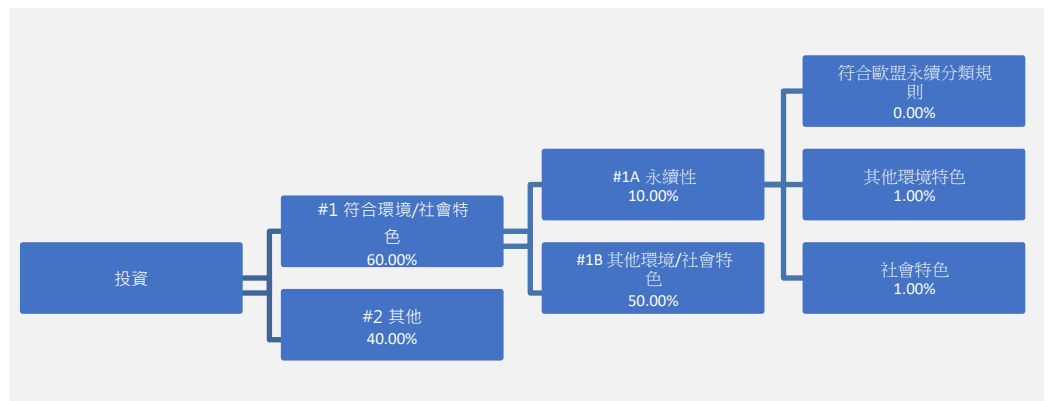 投資
#1 符合環境/社會特
色
60.00%
#2 其他
40.00%
#1A 永續性
10.00%
#1B 其他環境/社會特
色
50.00%
符合歐盟永續分類規
則
0.00%
其他環境特色
1.00%
社會特色
1.00%